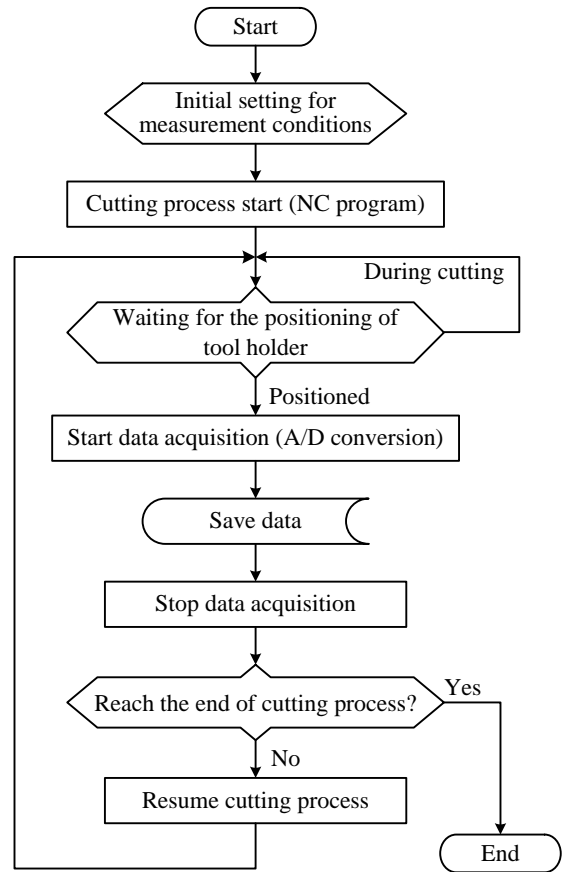 Start
Initial setting for
measurement conditions
Cutting process start (NC program)
During cutting
Waiting for the positioning of
tool holder
Positioned
Start data acquisition (A/D conversion)
Save data
Stop data acquisition
Reach the end of cutting process?
Yes
No
Resume cutting process
End